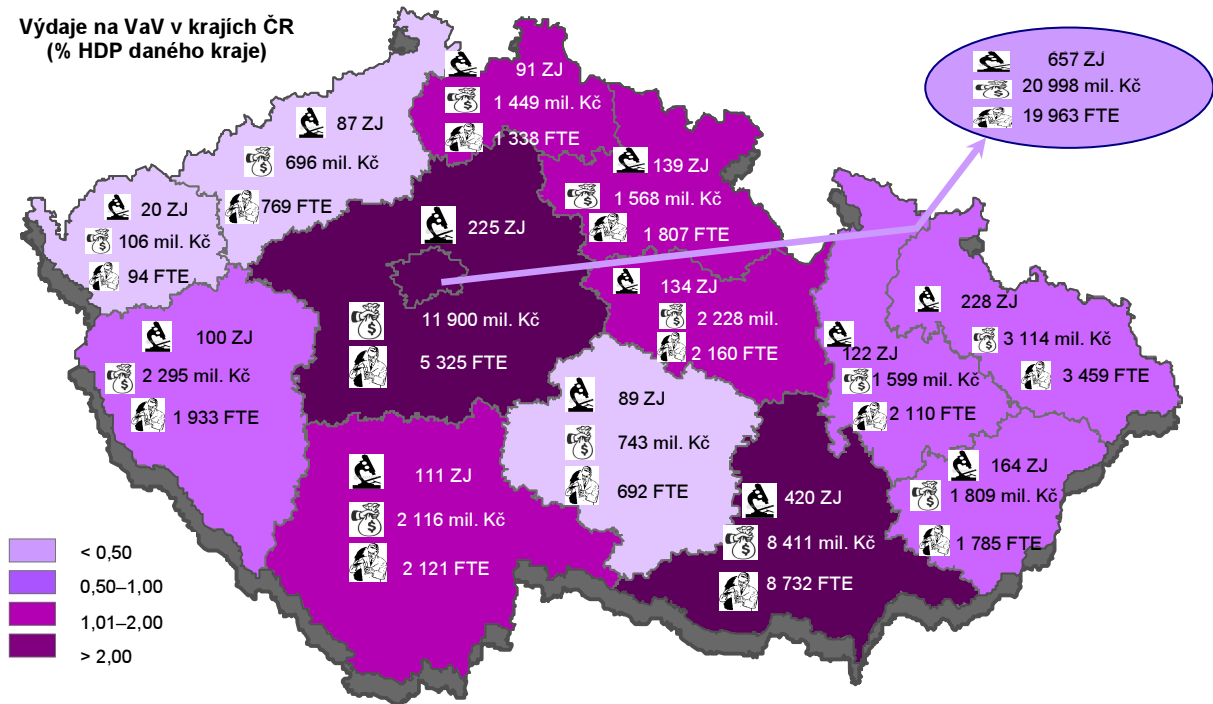 Výdaje na VaV v krajích ČR
(% HDP daného kraje)
657 ZJ
20 998 mil. Kč
19 963 FTE
91 ZJ
1 449 mil. Kč
1 338 FTE
87 ZJ
696 mil. Kč
769 FTE
139 ZJ
1 568 mil. Kč
1 807 FTE
20 ZJ
106 mil. Kč
94 FTE
225 ZJ
11 900 mil. Kč
5 325 FTE
134 ZJ
2 228 mil.
2 160 FTE
228 ZJ
3 114 mil. Kč
3 459 FTE
100 ZJ
2 295 mil. Kč
1 933 FTE
122 ZJ
1 599 mil. Kč
2 110 FTE
89 ZJ
743 mil. Kč
692 FTE
111 ZJ
2 116 mil. Kč
2 121 FTE
420 ZJ
8 411 mil. Kč
8 732 FTE
164 ZJ
1 809 mil. Kč
1 785 FTE
< 0,50
0,50–1,00
1,01–2,00
> 2,00